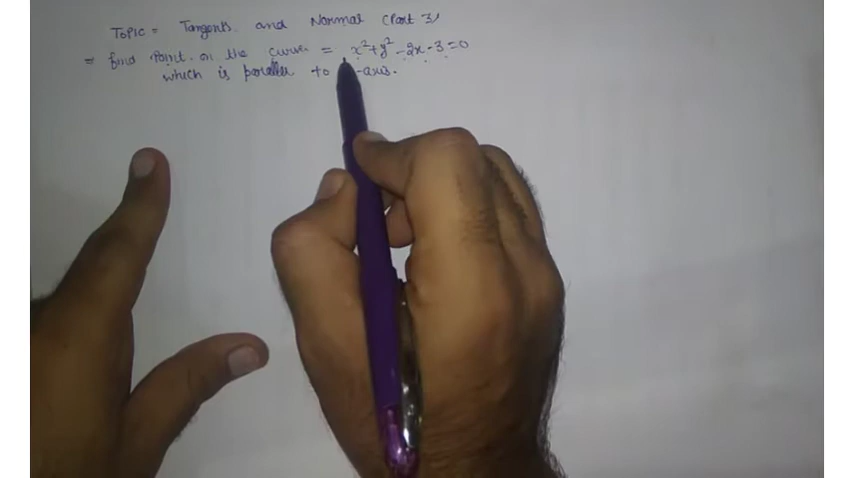 Topic = Tangents and Normal (Part 3)
= find Point on the curve = x²+y²-2x-3=0
which is parallel to -axis.